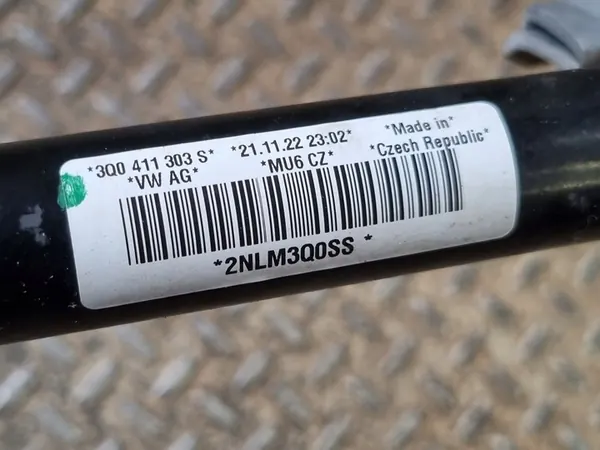 *3Q0 411 303 S* *21.11.22 23:02* *Made in*
*VW AG* *MU6 CZ* *Czech Republic*
*2NLM3Q0SS *